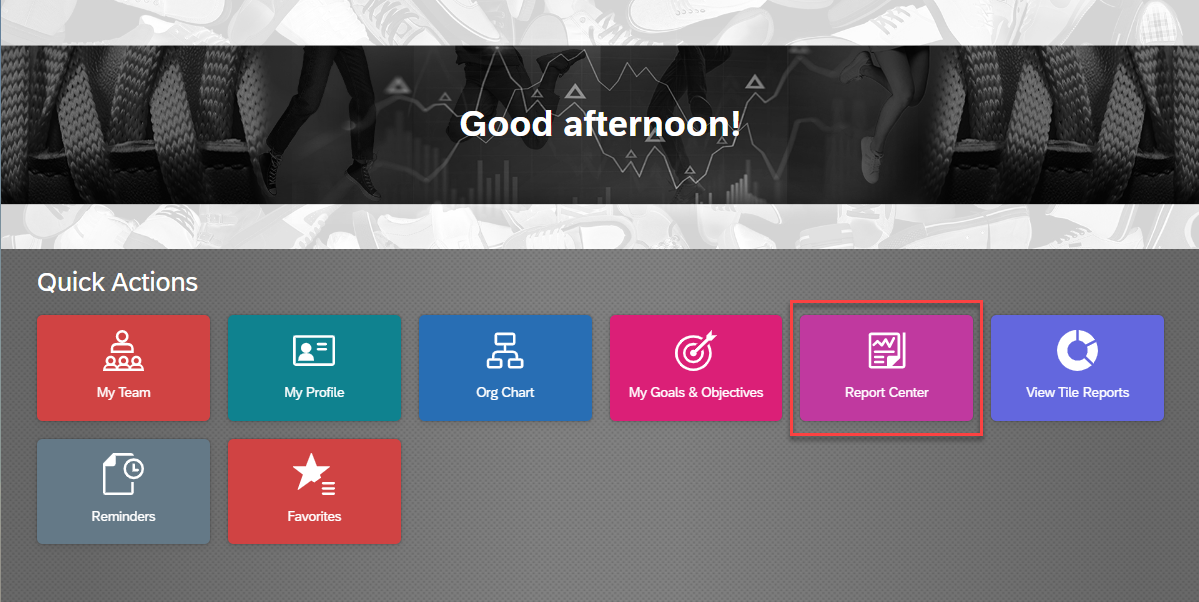 Good afternoon!
Quick Actions
My Team
My Profile
Org Chart
My Goals & Objectives
Report Center
View Tile Reports
Reminders
Favorites